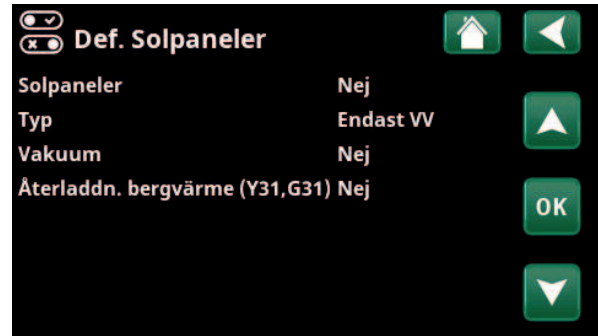 Def. Solpaneler
Solpaneler Nej
Typ Endast VV
Vakuum Nej
Återladdn. bergvärme (Y31,G31) Nej
OK